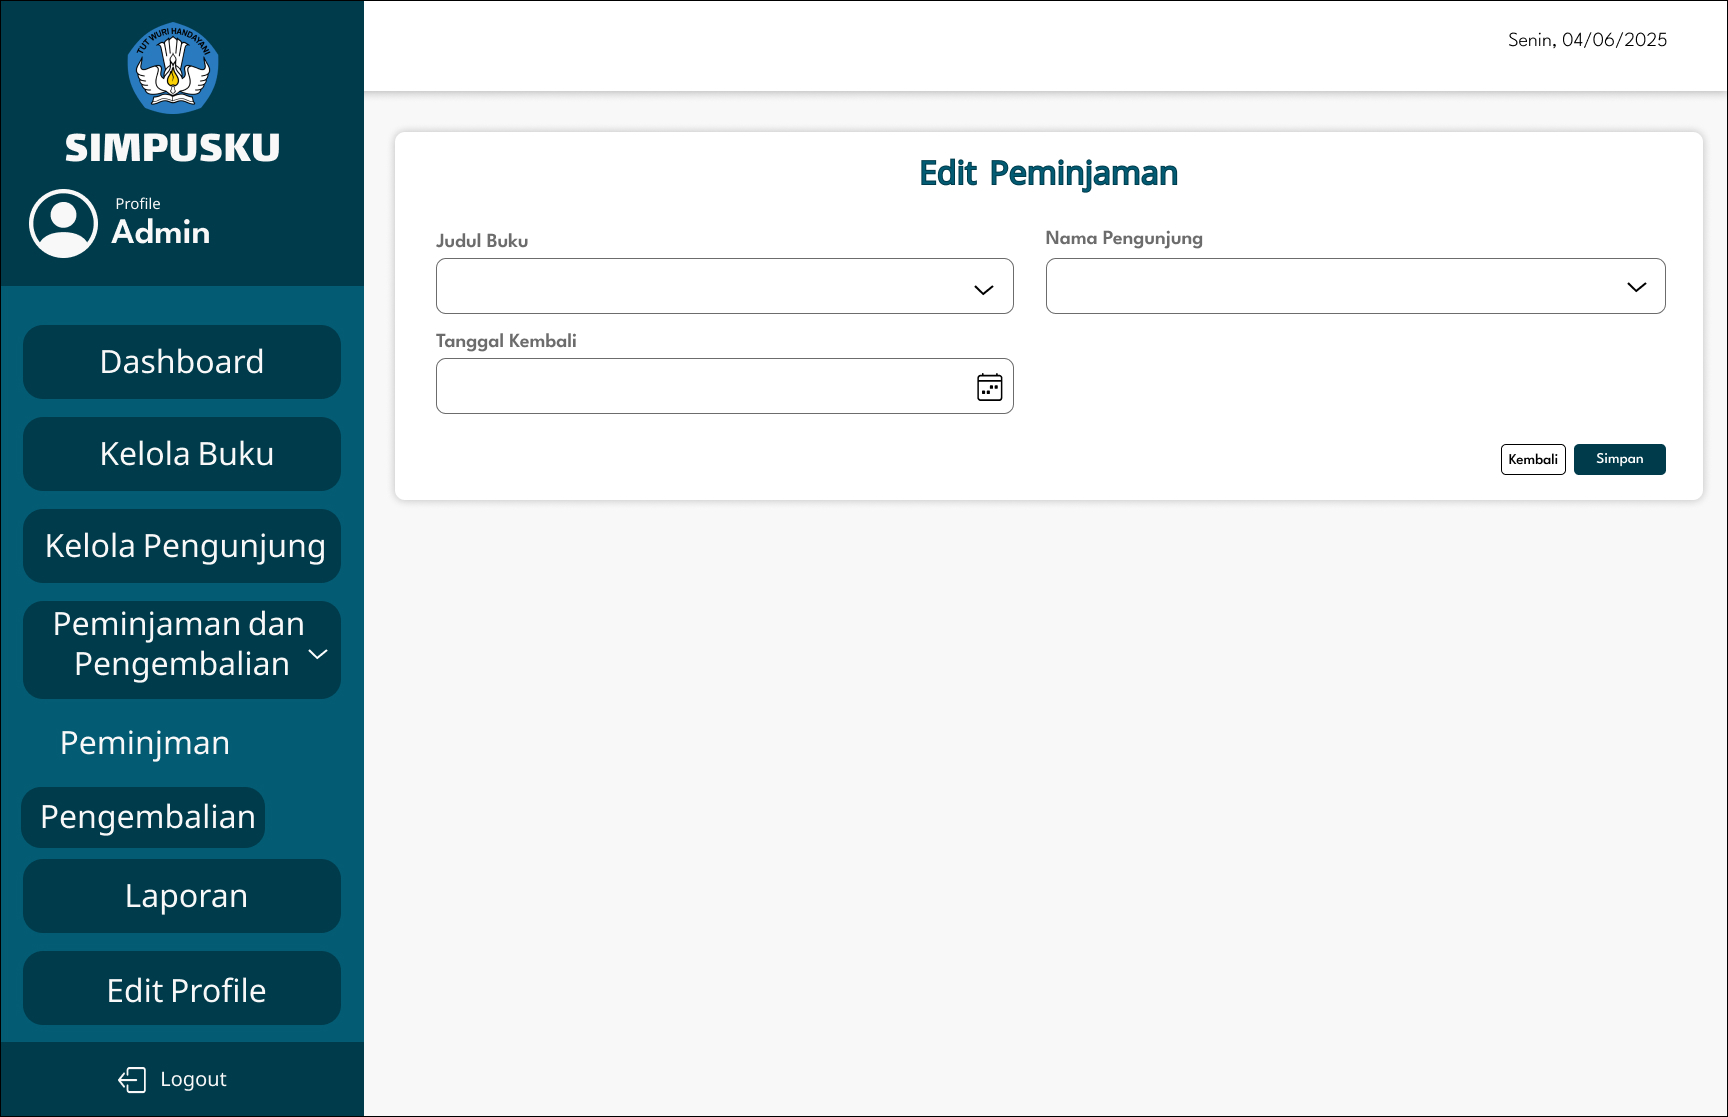 TUT WURI HANDAYANI
SIMPUSKU
Profile
Admin
Dashboard
Kelola Buku
Kelola Pengunjung
Peminjaman dan
Pengembalian
Peminjman
Pengembalian
Laporan
Edit Profile
Logout
Senin, 04/06/2025
Edit Peminjaman
Judul Buku
Nama Pengunjung
Tanggal Kembali
Kembali
Simpan